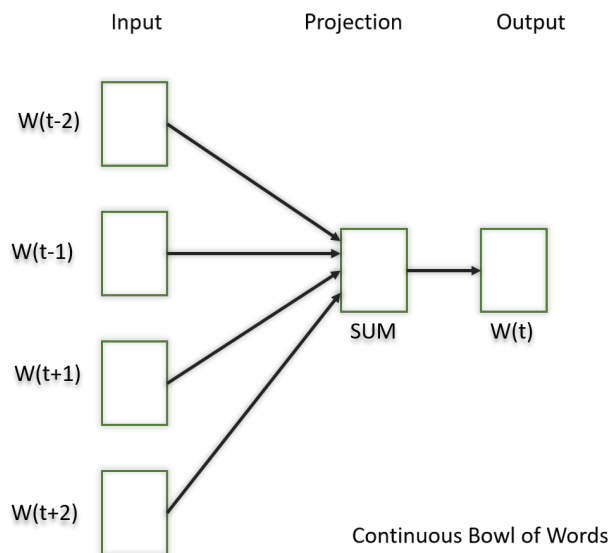 Input Projection Output
W(t-2)
W(t-1)
SUM W(t)
W(t+1)
W(t+2)
Continuous Bowl of Words